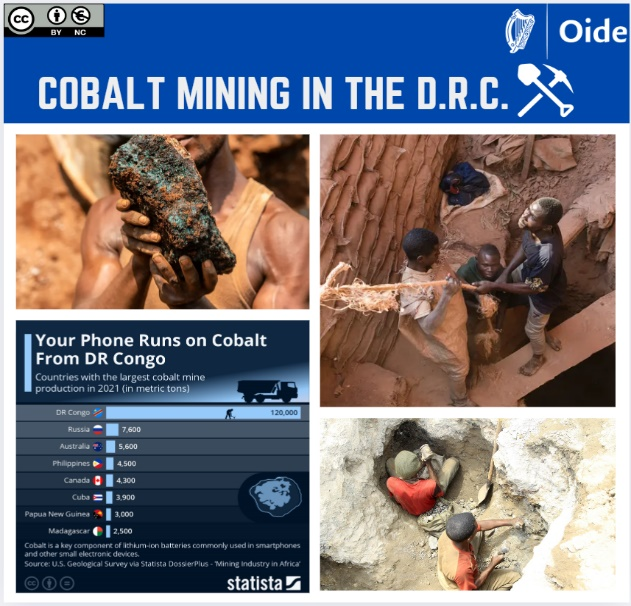 cc
BY NC
Oide
COBALT MINING IN THE D.R.C.
Your Phone Runs on Cobalt
From DR Congo
Countries with the largest cobalt mine
production in 2021 (in metric tons)
DR Congo 120,000
Russia 7,600
Australia 5,600
Philippines 4,500
Canada 4,300
Cuba 3,900
Papua New Guinea 3,000
Madagascar 2,500
Cobalt is a key component of lithium-ion batteries commonly used in smartphones
and other small electronic devices.
Source: U.S. Geological Survey via Statista DossierPlus - 'Mining Industry in Africa'
cc
statista